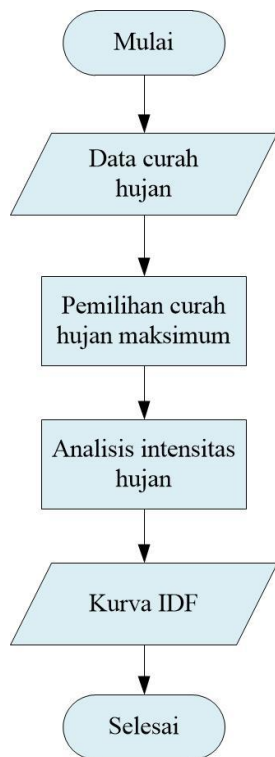 Mulai
Data curah
hujan
Pemilihan curah
hujan maksimum
Analisis intensitas
hujan
Kurva IDF
Selesai